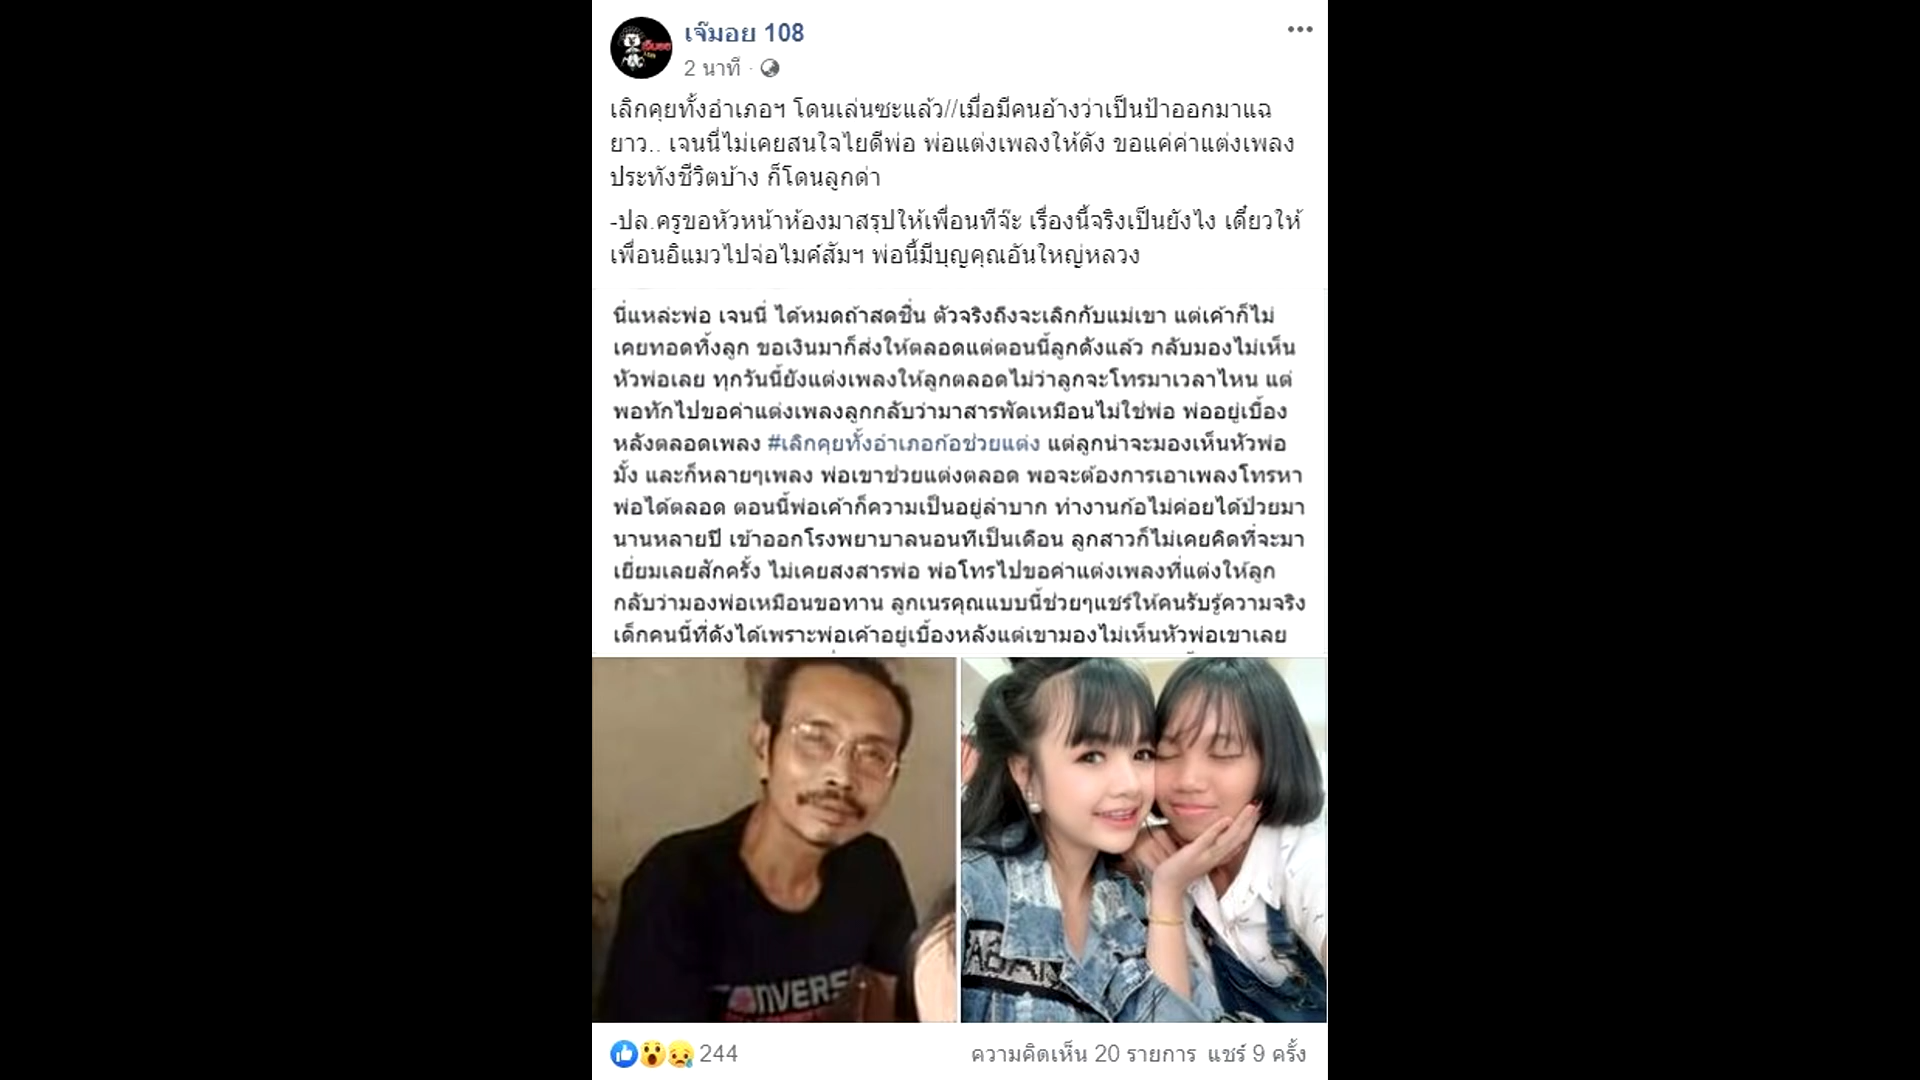 เจ๊มอย 108
2 นาที ·
เลิกคุยทั้งอำเภอฯ โดนเล่นซะแล้ว//เมื่อมีคนอ้างว่าเป็นป้าออกมาแฉ
ยาว.. เจนนี่ไม่เคยสนใจไยดีพ่อ พ่อแต่งเพลงให้ดัง ขอแค่ค่าแต่งเพลง
ประทังชีวิตบ้าง ก็โดนลูกด่า
-ปล.ครูขอหัวหน้าห้องมาสรุปให้เพื่อนทีจ๊ะ เรื่องนี้จริงเป็นยังไง เดี๋ยวให้
เพื่อนอิแมวไปจ่อไมค์สัมฯ พ่อนี้มีบุญคุณอันใหญ่หลวง
นี่แหล่ะพ่อ เจนนี่ ได้หมดถ้าสดชื่น ตัวจริงถึงจะเลิกกับแม่เขา แต่เค้าก็ไม่
เคยทอดทิ้งลูก ขอเงินมาก็ส่งให้ตลอดแต่ตอนนี้ลูกดังแล้ว กลับมองไม่เห็น
หัวพ่อเลย ทุกวันนี้ยังแต่งเพลงให้ลูกตลอดไม่ว่าลูกจะโทรมาเวลาไหน แต่
พอทักไปขอค่าแต่งเพลงลูกกลับว่ามาสารพัดเหมือนไม่ใช่พ่อ พ่ออยู่เบื้อง
หลังตลอดเพลง #เลิกคุยทั้งอำเภอก้อช่วยแต่ง แต่ลูกน่าจะมองเห็นหัวพ่อ
มั้ง และก็หลายๆเพลง พ่อเขาช่วยแต่งตลอด พอจะต้องการเอาเพลงโทรหา
พ่อได้ตลอด ตอนนี้พ่อเค้าก็ความเป็นอยู่ลำบาก ทำงานก้อไม่ค่อยได้ป่วยมา
นานหลายปี เข้าออกโรงพยาบาลนอนทีเป็นเดือน ลูกสาวก็ไม่เคยคิดที่จะมา
เยี่ยมเลยสักครั้ง ไม่เคยสงสารพ่อ พ่อโทรไปขอค่าแต่งเพลงที่แต่งให้ลูก
กลับว่ามองพ่อเหมือนขอทาน ลูกเนรคุณแบบนี้ช่วยๆแชร์ให้คนรับรู้ความจริง
เด็กคนนี้ที่ดังได้เพราะพ่อเค้าอยู่เบื้องหลังแต่เขามองไม่เห็นหัวพ่อเขาเลย
244
ความคิดเห็น 20 รายการ แชร์ 9 ครั้ง